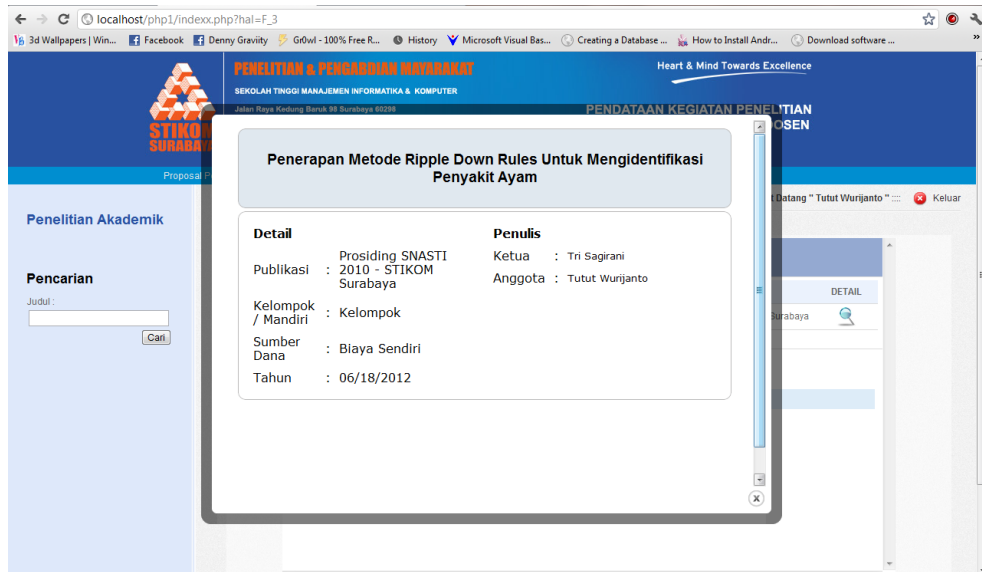 localhost/php1/indexx.php?hal=F_3
3d Wallpapers | Win...
Facebook
Denny Graviity
Gr0wl - 100% Free R...
History
Microsoft Visual Bas...
Creating a Database ...
How to Install Andr...
Download software ...
»
STIKOM
SURABAYA
PENELITIAN & PENGABDIAN MAYARAKAT
SEKOLAH TINGGI MANAJEMEN INFORMATIKA & KOMPUTER
Jalan Raya Kedung Baruk 98 Surabaya 60298
Heart & Mind Towards Excellence
PENDATAAN KEGIATAN PENELITIAN
OSEN
Proposal P
t Datang " Tutut Wurijanto " ::::
Keluar
Penelitian Akademik
Pencarian
Judul :
Cari
DETAIL
Surabaya
Penerapan Metode Ripple Down Rules Untuk Mengidentifikasi
Penyakit Ayam
Detail
Publikasi : Prosiding SNASTI
2010 - STIKOM
Surabaya
Kelompok
/ Mandiri : Kelompok
Sumber
Dana : Biaya Sendiri
Tahun : 06/18/2012
Penulis
Ketua : Tri Sagirani
Anggota : Tutut Wurijanto
x